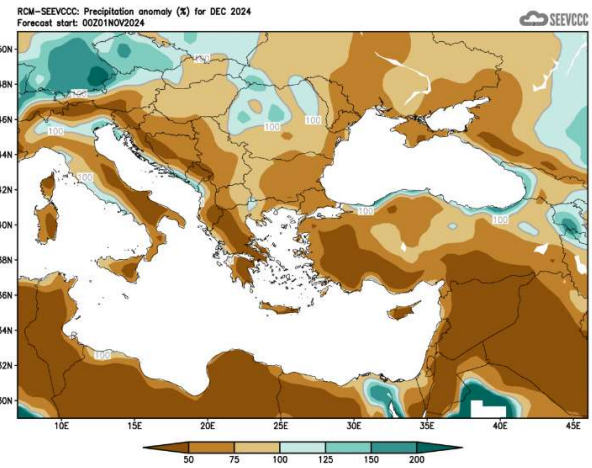 RCM-SEEVCCC: Precipitation anomaly (%) for DEC 2024
Forecast start: 00Z01NOV2024
SEEVCCC
50N
48N
46N
44N
42N
40N
38N
36N
34N
32N
30N
100
100
100
100
100
100
100
10E 15E 20E 25E 30E 35E 40E 45E
50 75 100 125 150 200